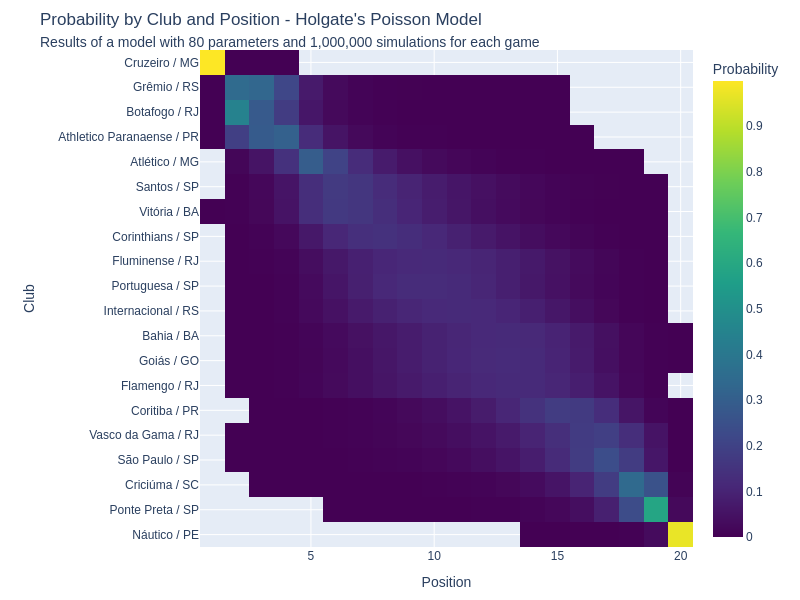 Probability by Club and Position - Holgate's Poisson Model
Results of a model with 80 parameters and 1,000,000 simulations for each game
Probability
Cruzeiro / MG
Grêmio / RS
Botafogo / RJ
Athletico Paranaense / PR
Atlético / MG
Santos / SP
Vitória / BA
Corinthians / SP
Fluminense / RJ
Portuguesa / SP
Internacional / RS
Bahia / BA
Goiás / GO
Flamengo / RJ
Coritiba / PR
Vasco da Gama / RJ
São Paulo / SP
Criciúma / SC
Ponte Preta / SP
Náutico / PE
Club
5
10
15
20
Position
0.9
0.8
0.7
0.6
0.5
0.4
0.3
0.2
0.1
0